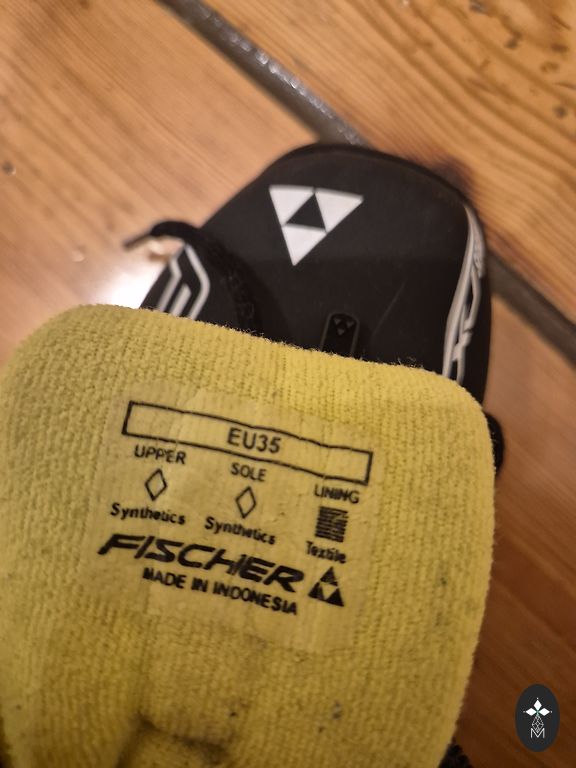 EU35
UPPER SOLE LINING
Synthetics Synthetics Textile
FISCHER
MADE IN INDONESIA